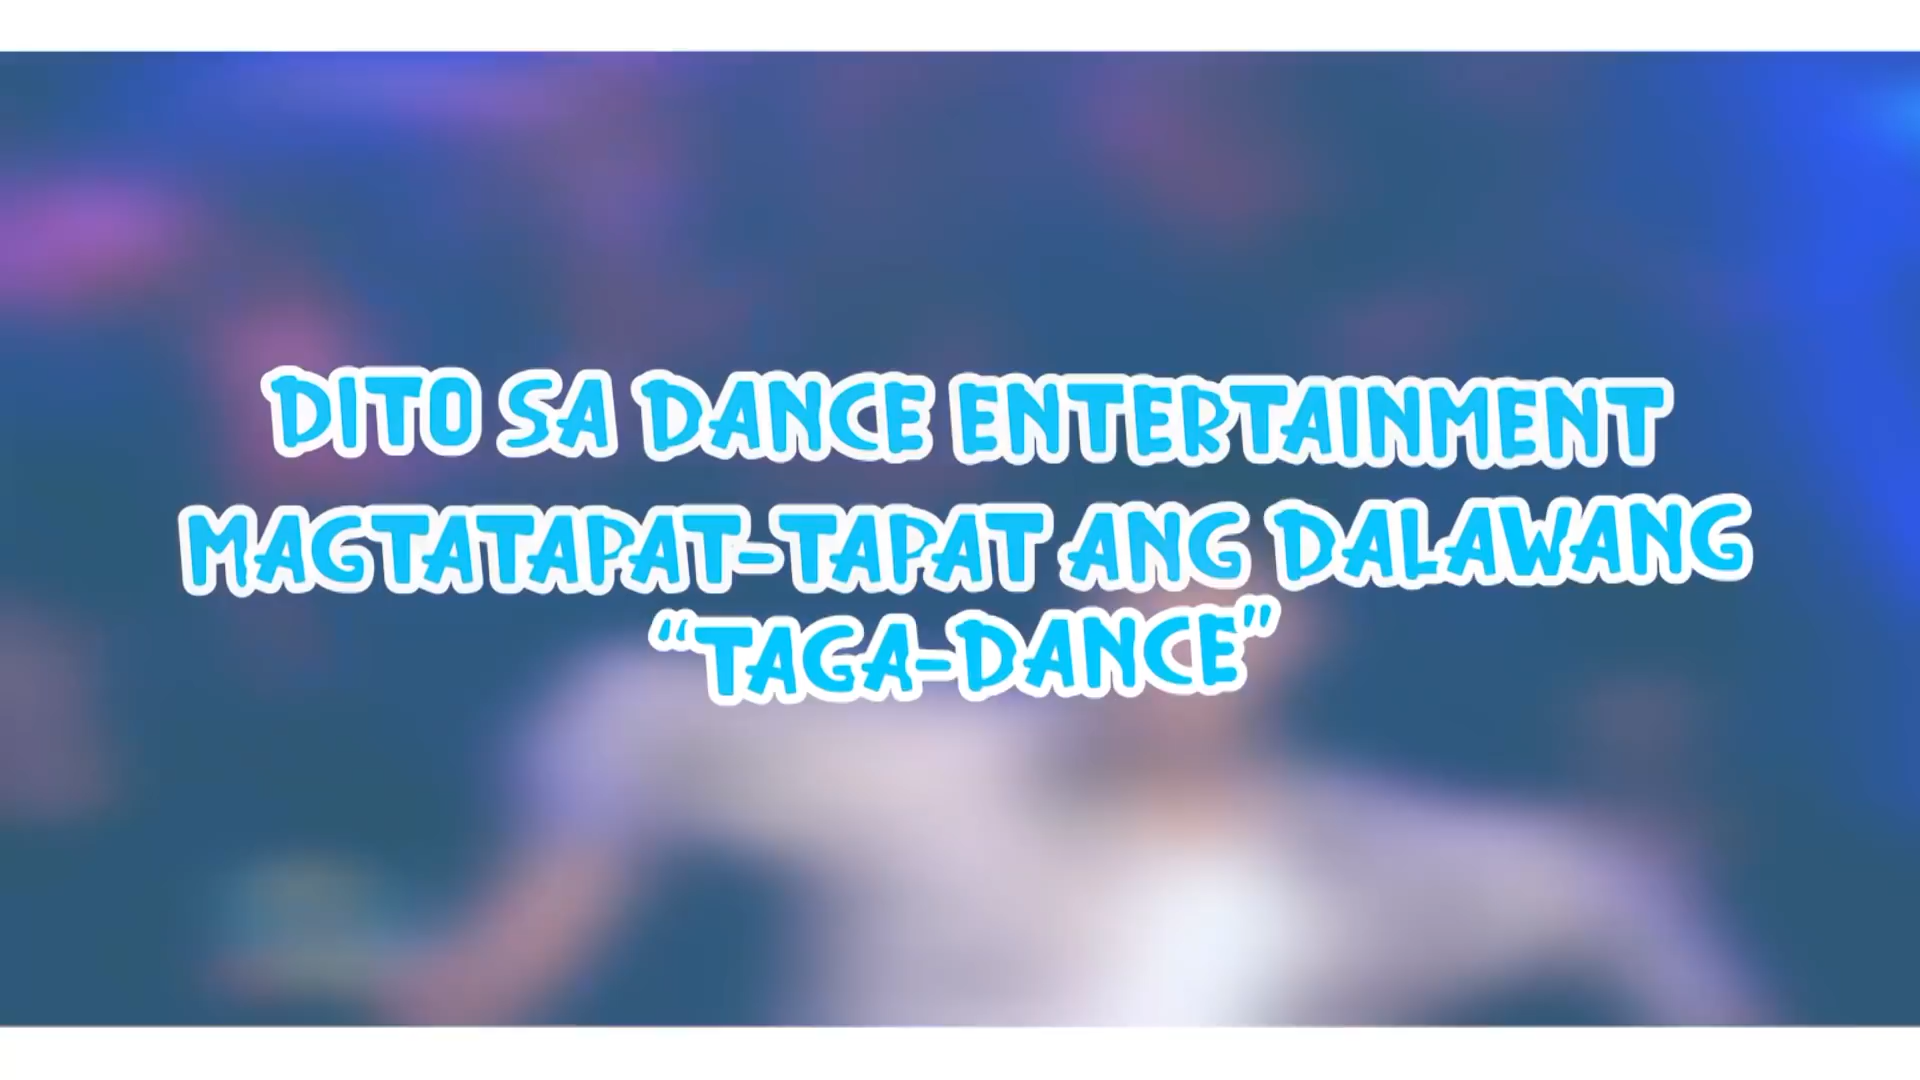 DITO SA DANCE ENTERTAINMENT
MAGTATAPAT-TAPAT ANG DALAWANG
“TAGA-DANCE”